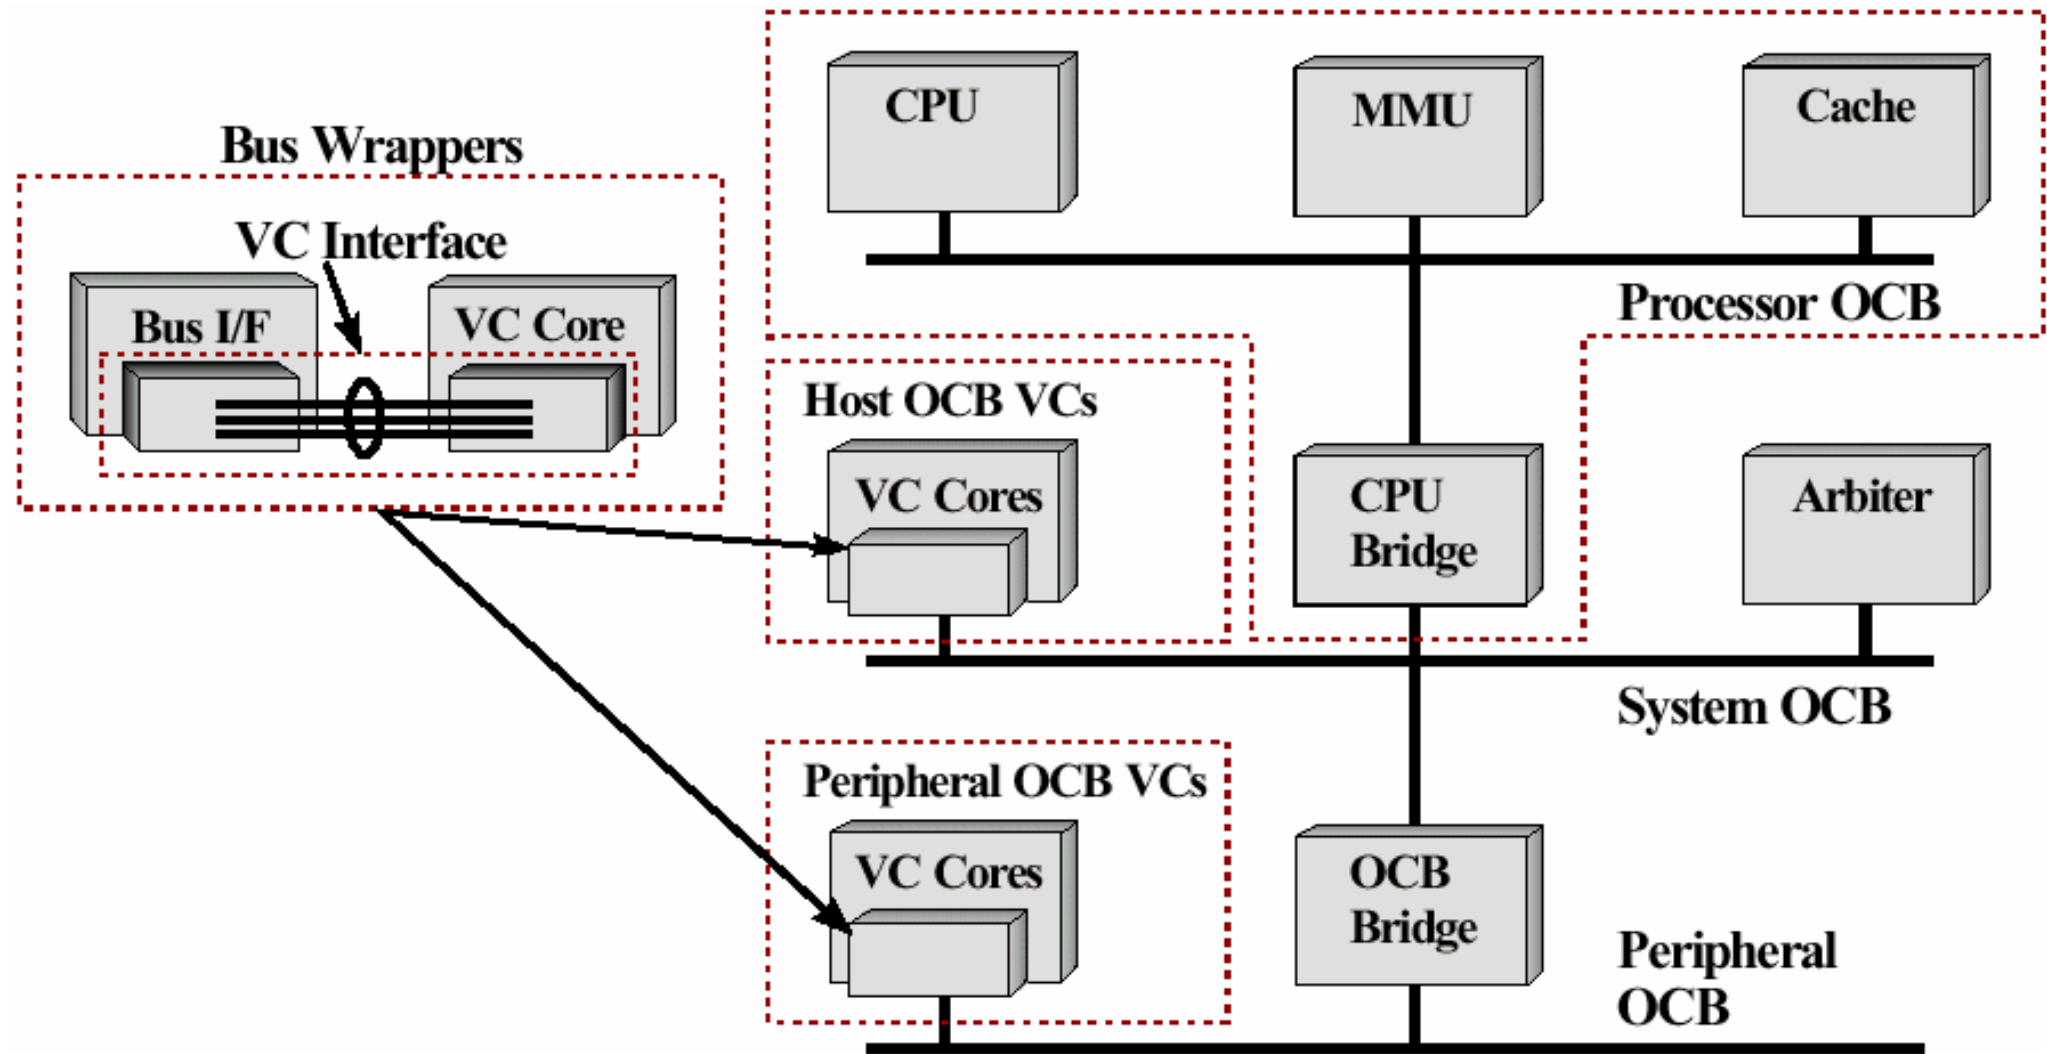 CPU
MMU
Cache
Bus Wrappers
VC Interface
Processor OCB
Bus I/F
VC Core
Host OCB VCs
VC Cores
CPU
Bridge
Arbiter
System OCB
Peripheral OCB VCs
VC Cores
OCB
Bridge
Peripheral
OCB